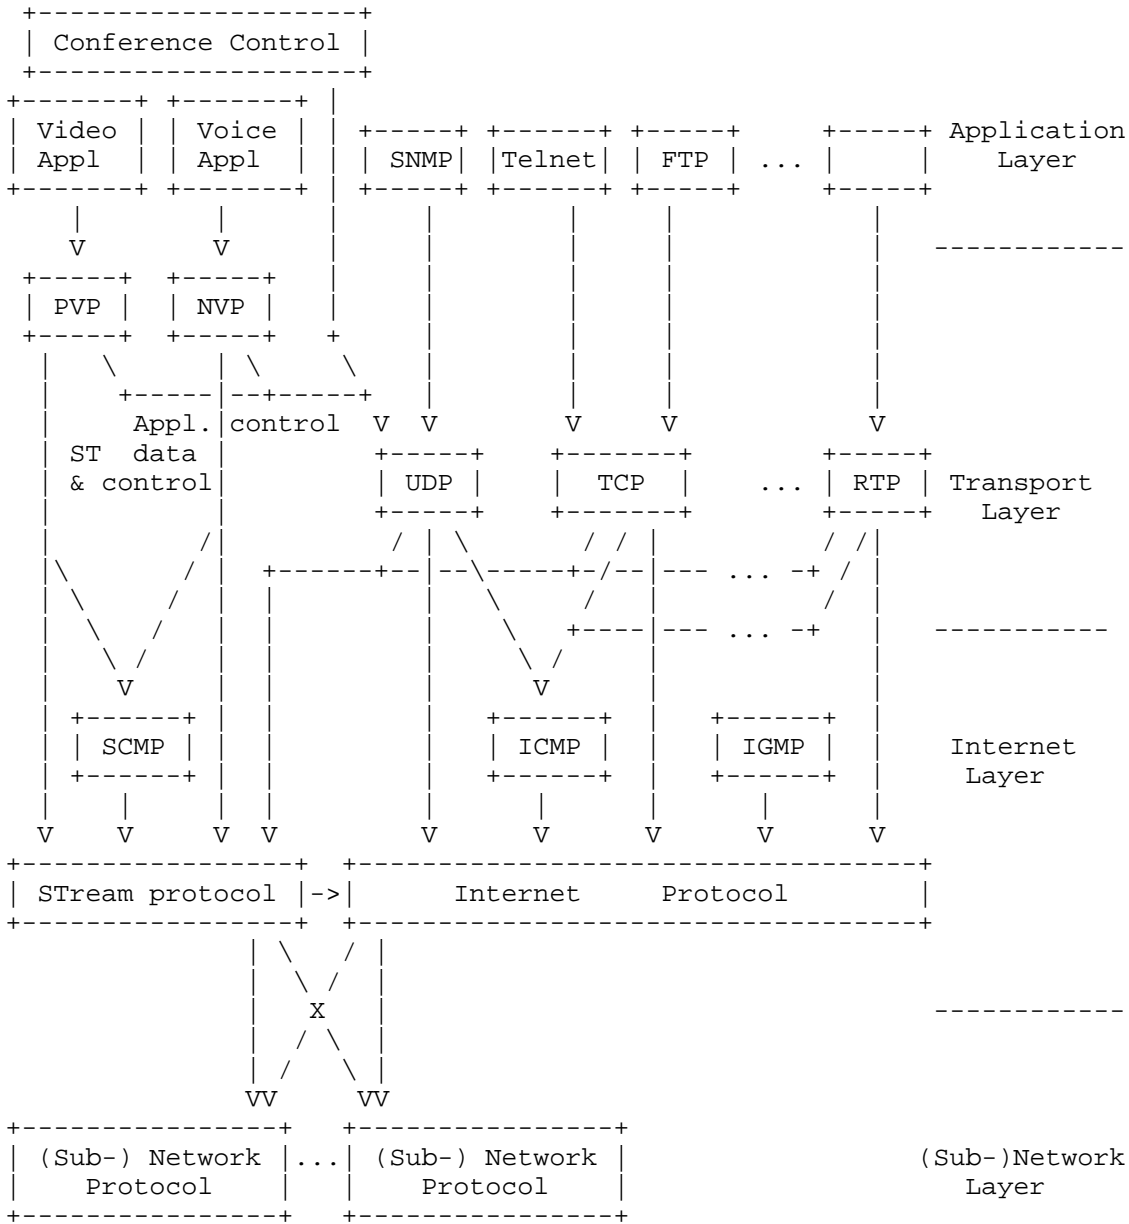 Conference Control
Video Voice Application
Appl Appl SNMP Telnet FTP ... Layer
V V
PVP NVP
Appl. control V V V V V
ST data
& control UDP TCP ... RTP Transport
Layer
...
...
V V
SCMP ICMP IGMP Internet
Layer
V V V V V V V V V
STream protocol -> Internet Protocol
X
VV VV
(Sub-) Network ... (Sub-) Network (Sub-)Network
Protocol Protocol Layer